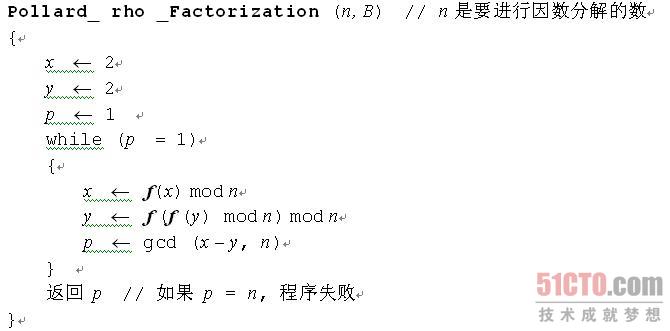 Pollard_ rho _Factorization (n, B) // n 是要进行因数分解的数
{
x ← 2
y ← 2
p ← 1
while (p = 1)
{
x ← f(x) mod n
y ← f(f (y) mod n) mod n
p ← gcd (x-y, n)
}
返回 p // 如果 p = n, 程序失败
}
51CTO.com
技术成就梦想